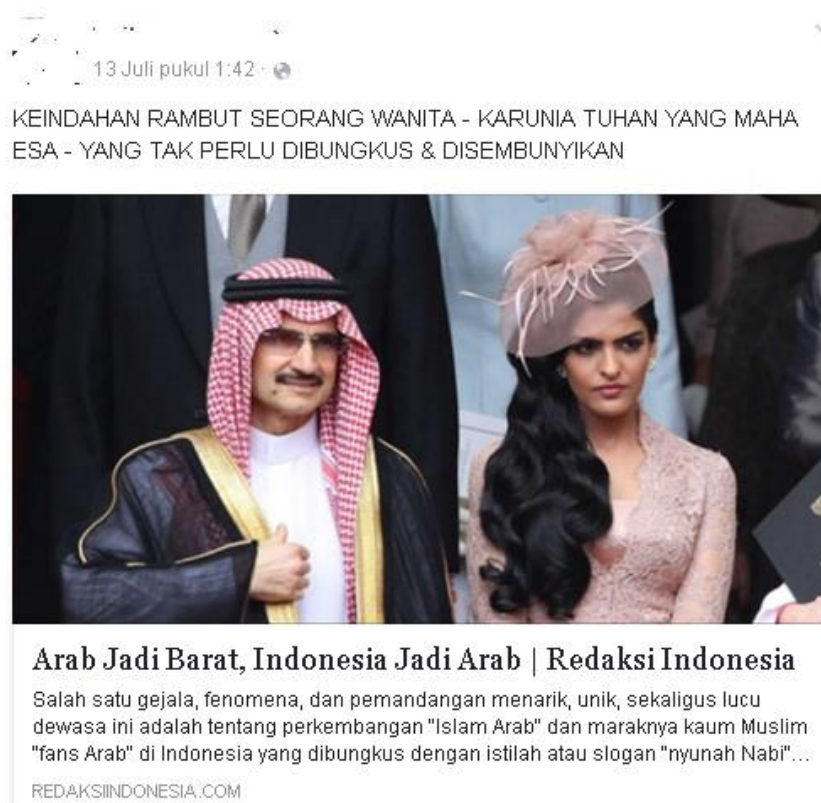 13 Juli pukul 1:42
KEINDAHAN RAMBUT SEORANG WANITA - KARUNIA TUHAN YANG MAHA
ESA - YANG TAK PERLU DIBUNGKUS & DISEMBUNYIKAN
Arab Jadi Barat, Indonesia Jadi Arab | Redaksi Indonesia
Salah satu gejala, fenomena, dan pemandangan menarik, unik, sekaligus lucu
dewasa ini adalah tentang perkembangan "Islam Arab" dan maraknya kaum Muslim
"fans Arab" di Indonesia yang dibungkus dengan istilah atau slogan "nyunah Nabi"...
REDAKSIINDONESIA.COM